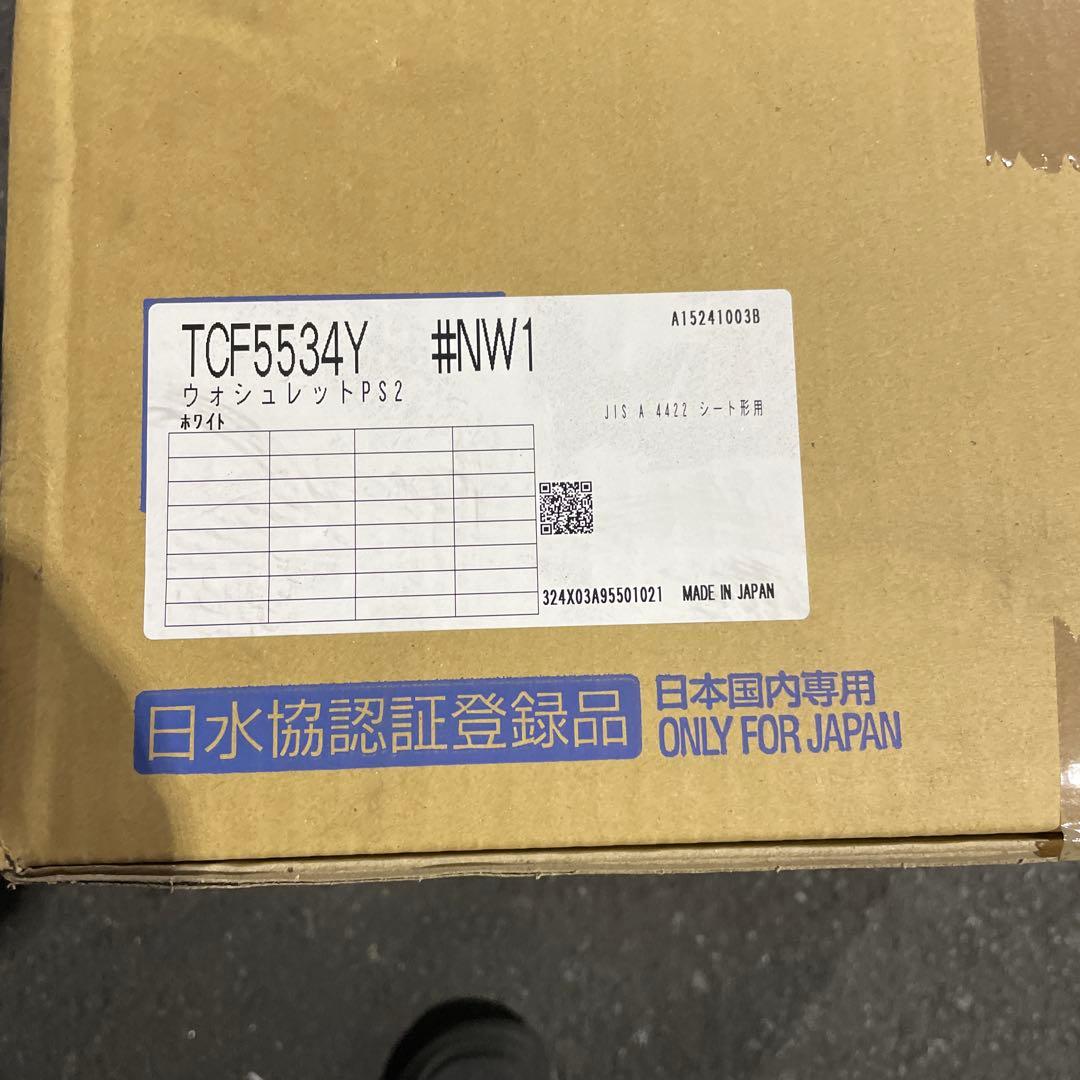 TCF5534Y #NW1
A15241003B
ウォシュレットPS2
ホワイト
JIS A 4422 シート形用
324X03A95501021 MADE IN JAPAN
日水協認証登録品
日本国内専用
ONLY FOR JAPAN